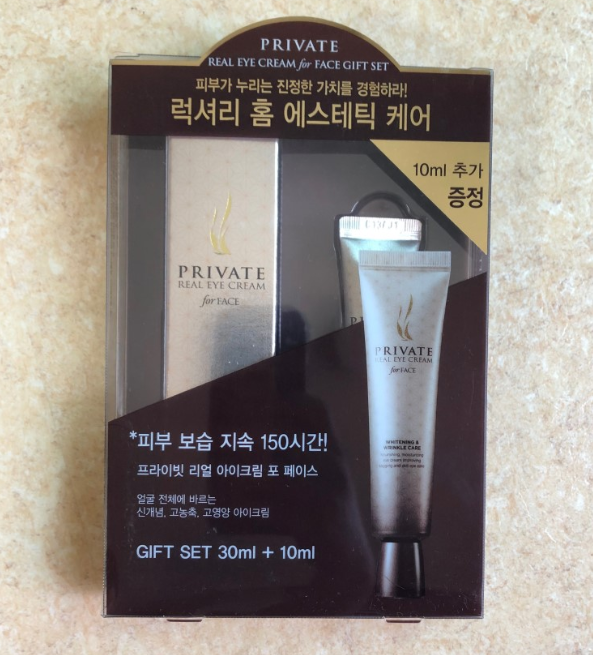 PRIVATE
REAL EYE CREAM for FACE GIFT SET
피부가 누리는 진정한 가치를 경험하라!
럭셔리 홈 에스테틱 케어
10ml 추가
증정
PRIVATE
REAL EYE CREAM
for FACE
PRIVATE
REAL EYE CREAM
for FACE
WHITENING &
WRINKLE CARE
*피부 보습 지속 150시간!
프라이빗 리얼 아이크림 포 페이스
얼굴 전체에 바르는
신개념, 고농축, 고영양 아이크림
GIFT SET 30ml + 10ml